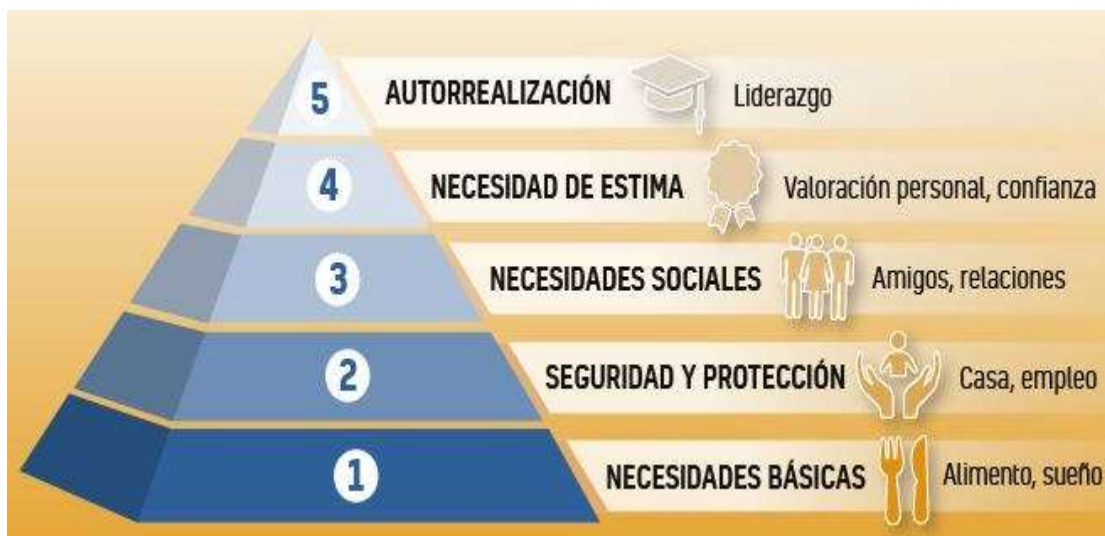 5 AUTORREALIZACIÓN Liderazgo
4 NECESIDAD DE ESTIMA Valoración personal, confianza
3 NECESIDADES SOCIALES Amigos, relaciones
2 SEGURIDAD Y PROTECCIÓN Casa, empleo
1 NECESIDADES BÁSICAS Alimento, sueño